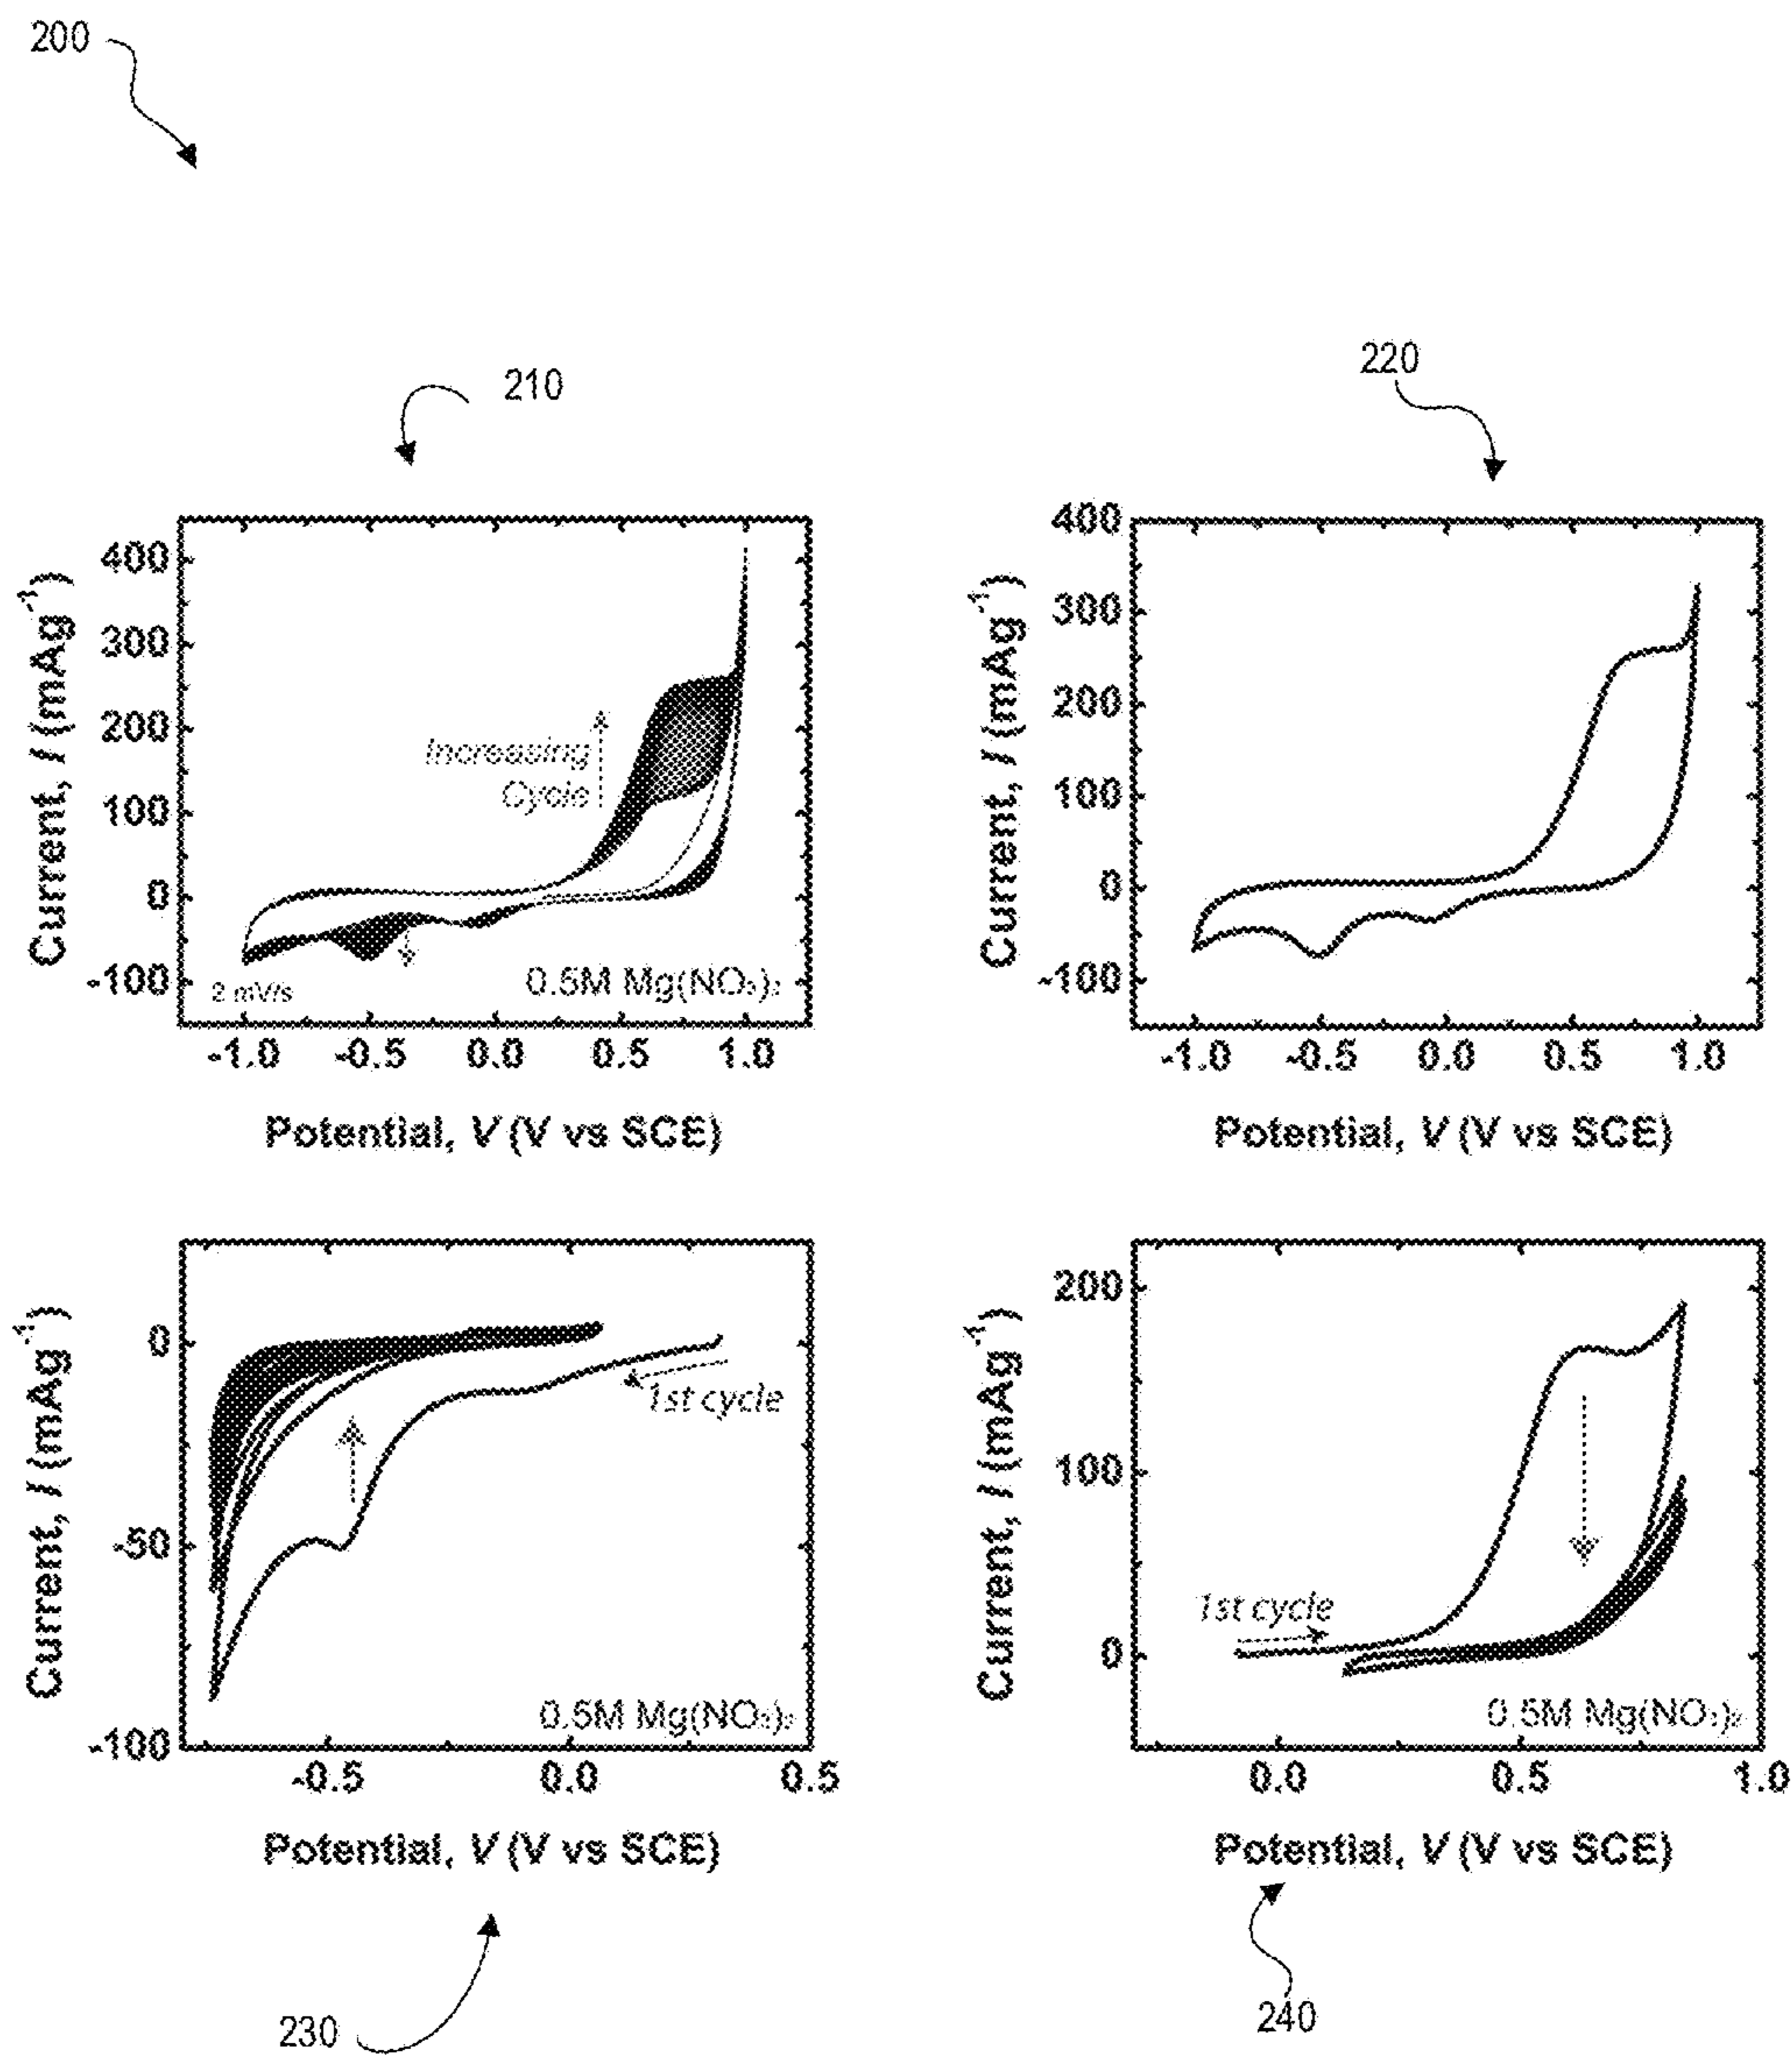 200
210
220
Current, I (mAg⁻¹)
400
300
200
100
0
-100
Increasing
Cycle
2 mV/s
0.5M Mg(NO₃)₂
-1.0 -0.5 0.0 0.5 1.0
Potential, V (V vs SCE)
Current, I (mAg⁻¹)
400
300
200
100
0
-100
-1.0 -0.5 0.0 0.5 1.0
Potential, V (V vs SCE)
Current, I (mAg⁻¹)
0
-50
-100
1st cycle
0.5M Mg(NO₃)₂
-0.5 0.0 0.5
Potential, V (V vs SCE)
230
Current, I (mAg⁻¹)
200
100
0
1st cycle
0.5M Mg(NO₃)₂
0.0 0.5 1.0
Potential, V (V vs SCE)
240